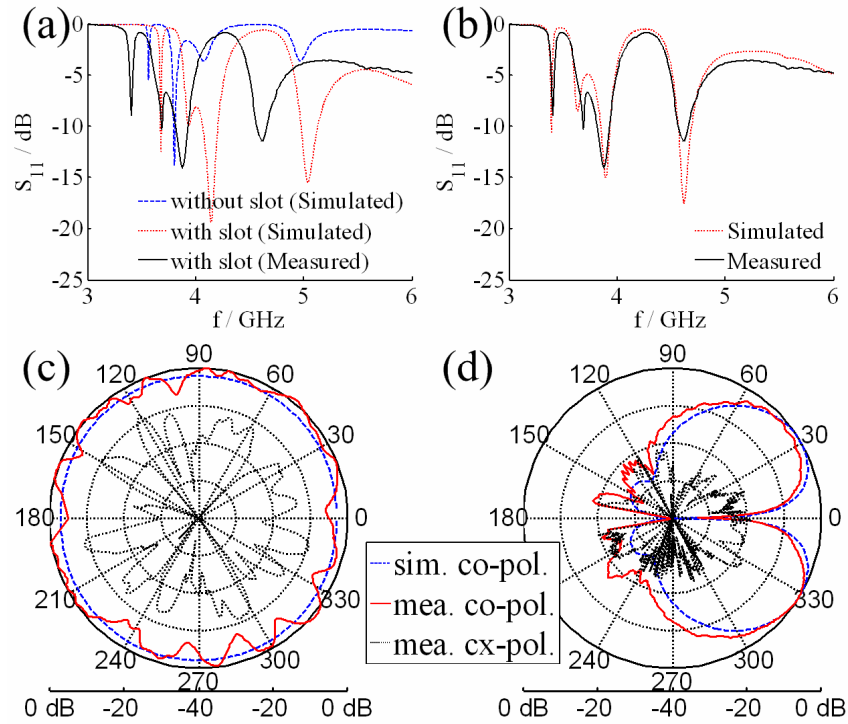 (a)
0
-5
-10
-15
-20
-25
S11 / dB
without slot (Simulated)
with slot (Simulated)
with slot (Measured)
3
4
5
6
f / GHz
(b)
0
-5
-10
-15
-20
-25
S11 / dB
Simulated
Measured
3
4
5
6
f / GHz
(c)
90
120
60
150
30
180
0
210
330
240
300
270
0 dB
-20
-40
-20
0 dB
(d)
90
120
60
150
30
180
0
210
330
240
300
270
0 dB
-20
-40
-20
0 dB
sim. co-pol.
mea. co-pol.
mea. cx-pol.